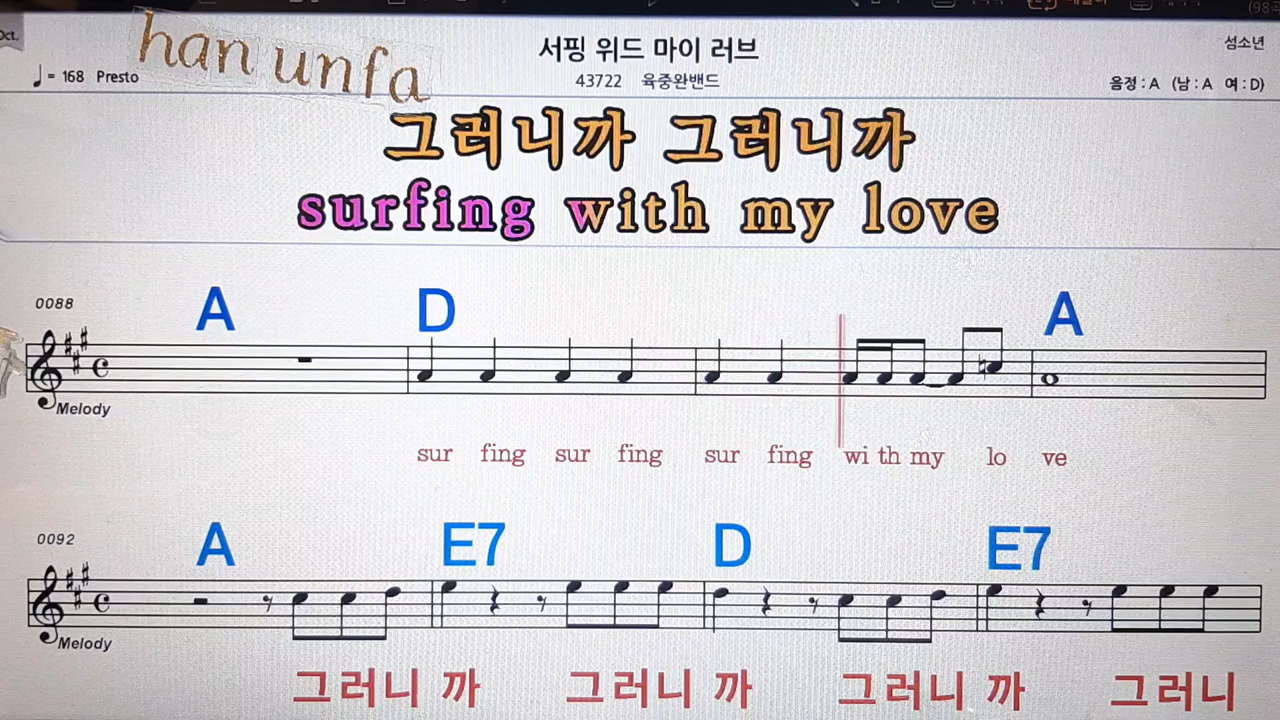 Oct.
han unfa
서핑 위드 마이 러브
성소년
♩ = 168 Presto
43722 육중완밴드
음정 : A (남 : A 여 : D)
그러니까 그러니까
surfing with my love
0088
A D A
Melody
sur fing sur fing sur fing wi th my lo ve
0092
A E7 D E7
Melody
그러니 까 그러니 까 그러니 까 그러니